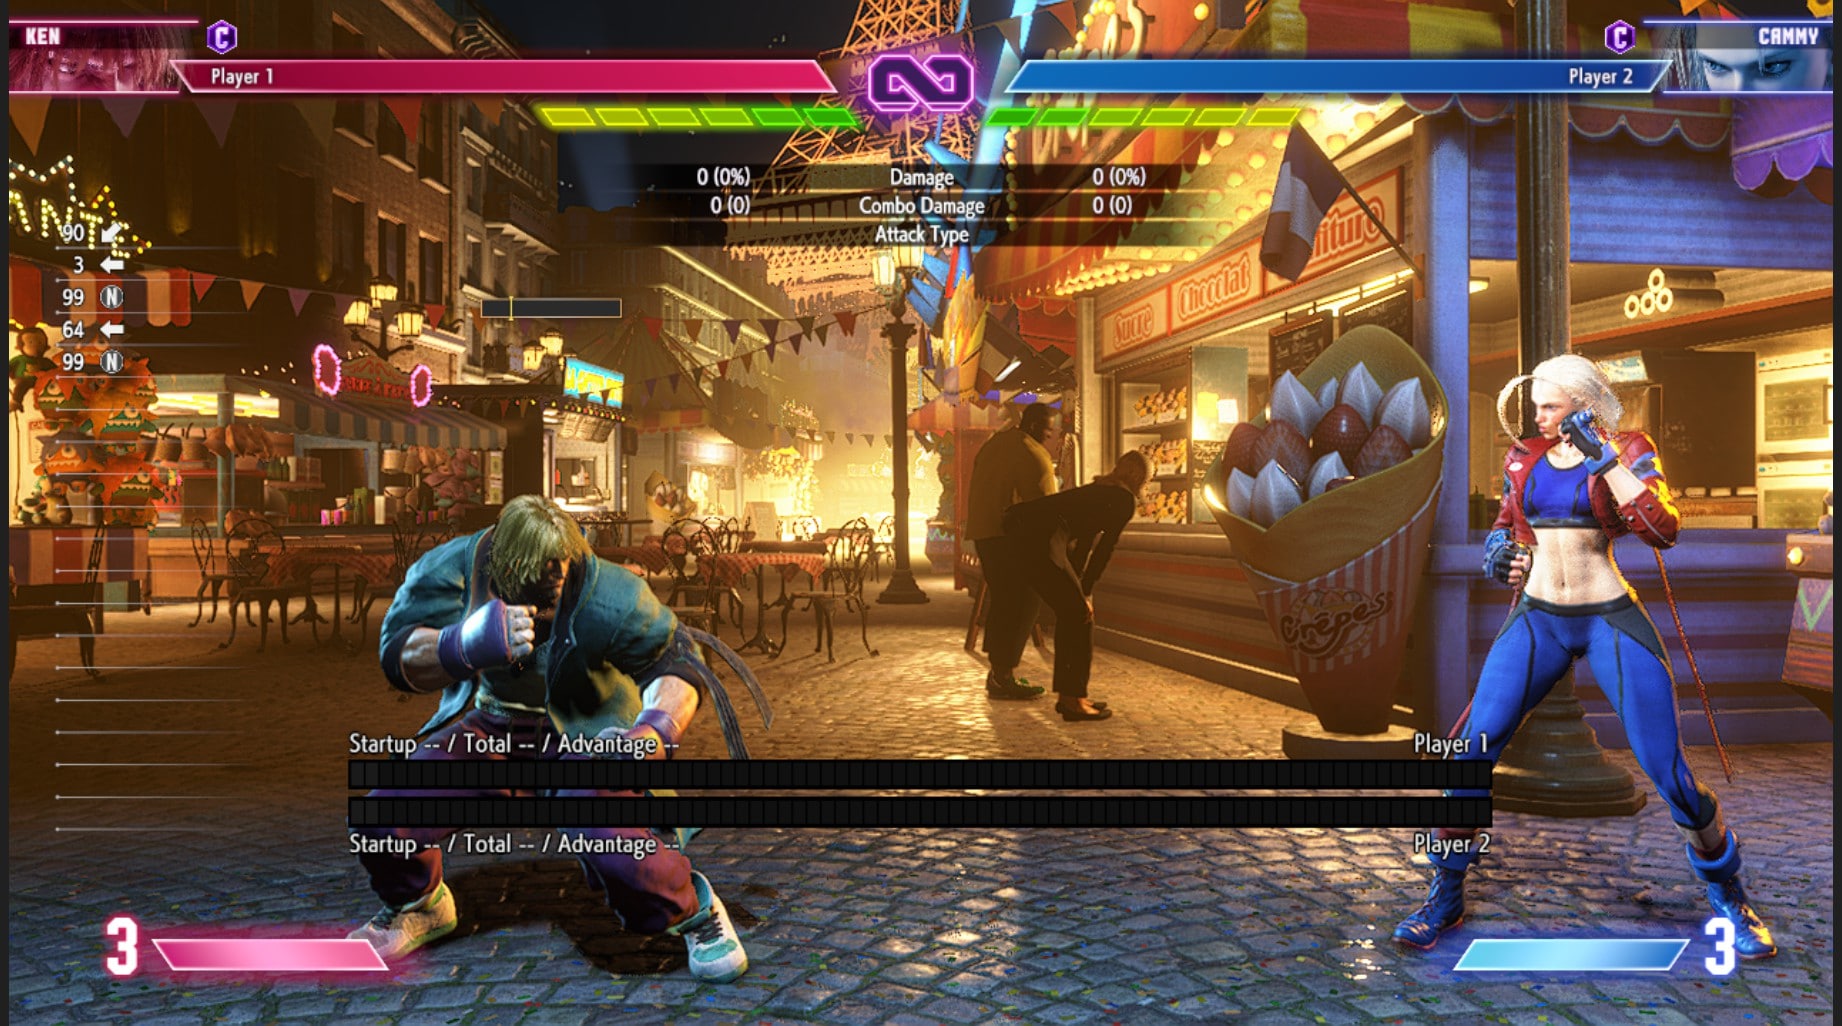 KEN
C
Player 1
C
CAMMY
Player 2
0 (0%) Damage 0 (0%)
0 (0) Combo Damage 0 (0)
Attack Type
90
3
99 N
64
99 N
Sucre
Chocolat
Crêpes
Startup -- / Total -- / Advantage --
Player 1
Startup -- / Total -- / Advantage --
Player 2
3
3